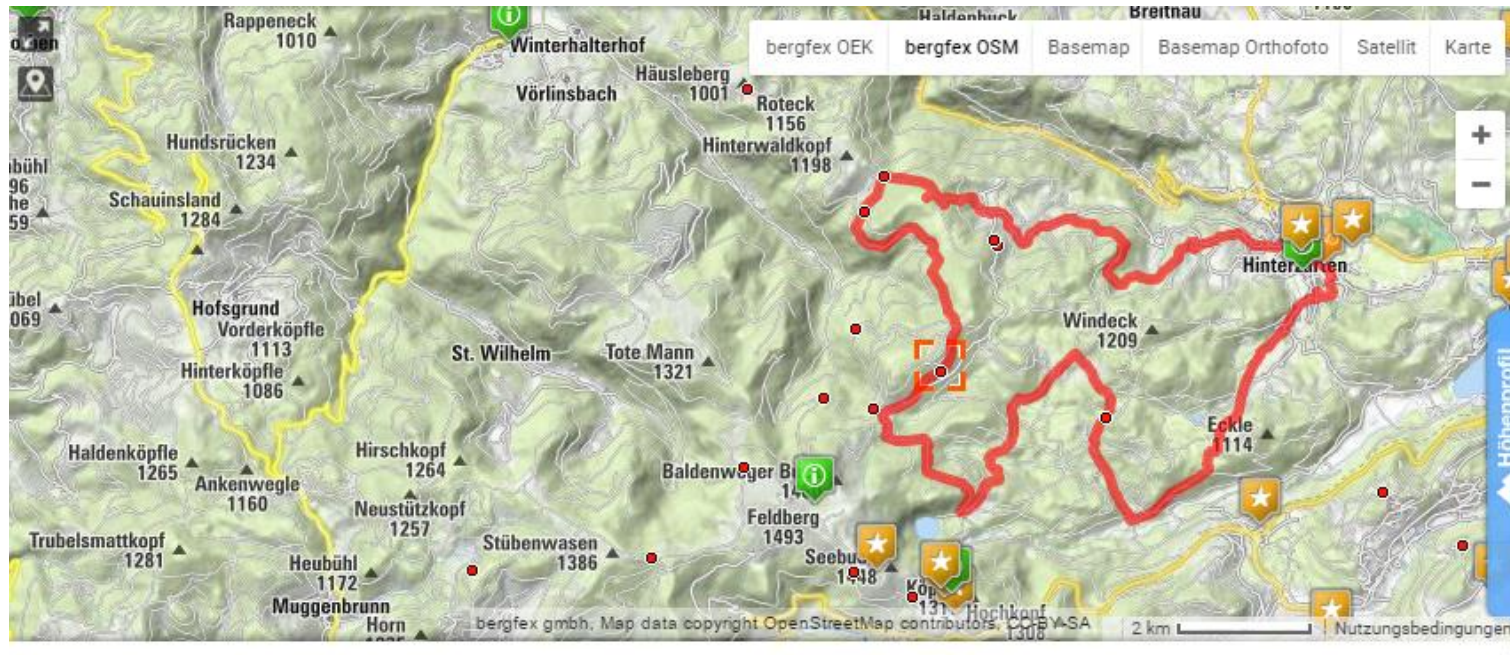 Rappeneck
1010
Winterhalterhof
Vörlinsbach
Häusleberg
1001
Roteck
1156
Hinterwaldkopf
1198
Haldenbuck
Breitnau
bergfex OEK
bergfex OSM
Basemap
Basemap Orthofoto
Satellit
Karte
+
−
Hundsrücken
1234
Schauinsland
1284
Hofsgrund
Vorderköpfle
1113
Hinterköpfle
1086
St. Wilhelm
Tote Mann
1321
Windeck
1209
Hinterzarten
Eckle
1114
Höhenprofil
Haldenköpfle
1265
Ankenwegle
1160
Hirschkopf
1264
Neustützkopf
1257
Baldenweger
Feldberg
1493
Trubelsmattkopf
1281
Heubühl
1172
Stübenwasen
1386
Muggenbrunn
Horn
Hochkopf
1308
bergfex gmbh, Map data copyright OpenStreetMap contributors, CC-BY-SA
2 km
Nutzungsbedingungen